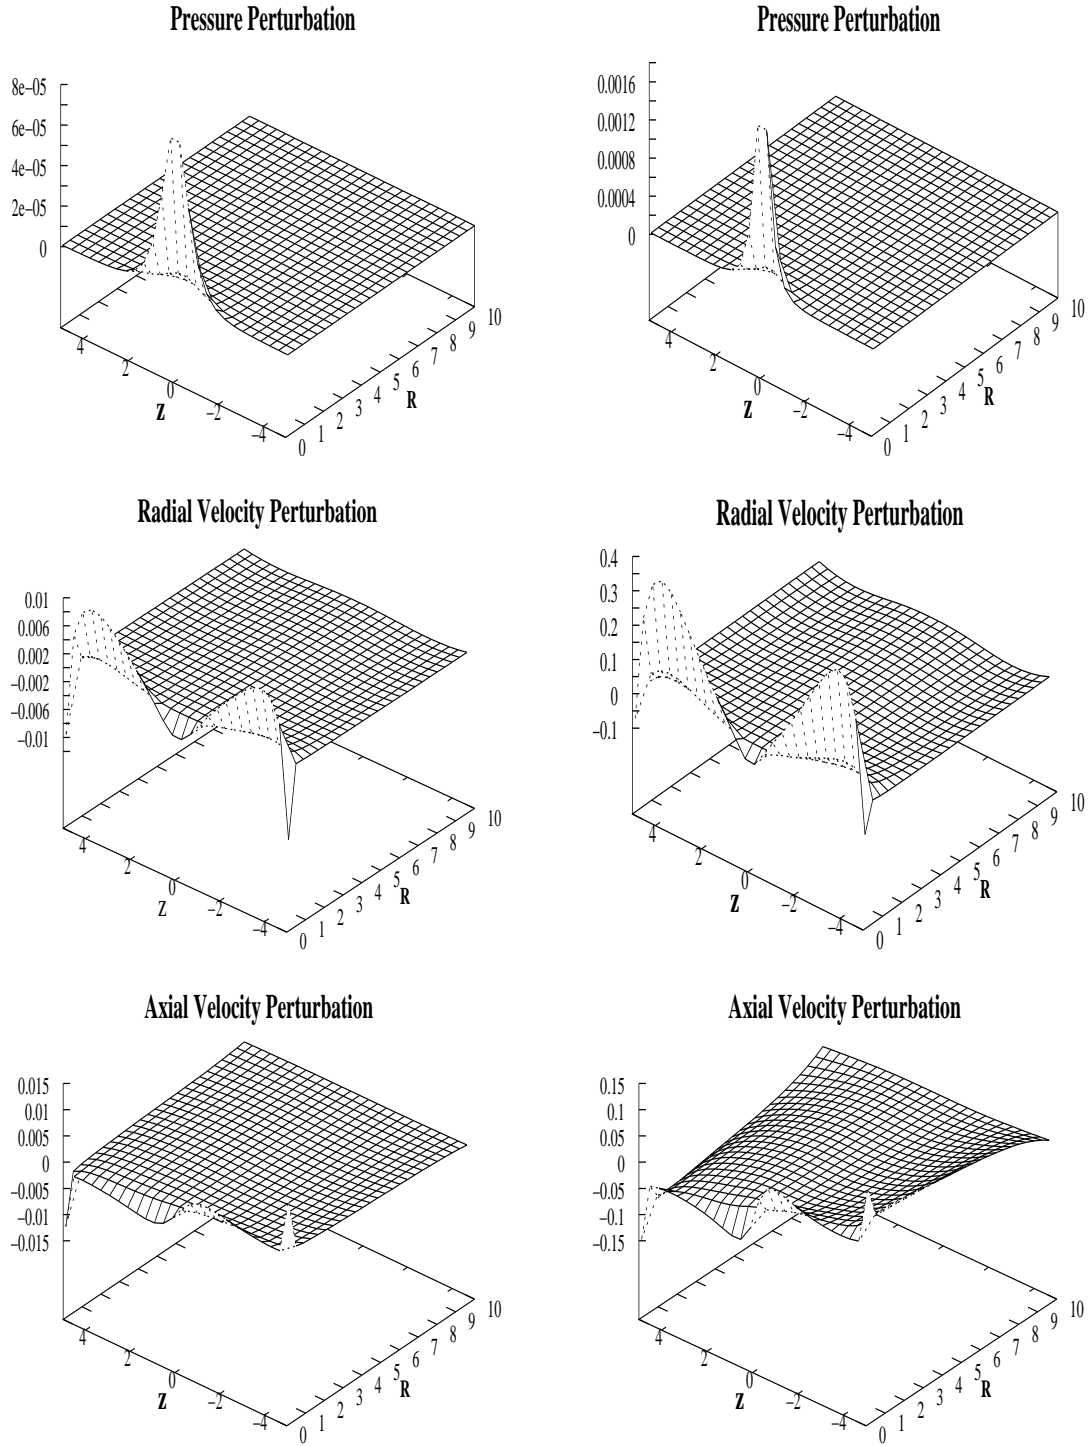 Pressure Perturbation
8e−05
6e−05
4e−05
2e−05
0
4
2
0
−2
−4
Z
0 1 2 3 4 5 6 7 8 9 10
R
Pressure Perturbation
0.0016
0.0012
0.0008
0.0004
0
4
2
0
−2
−4
Z
0 1 2 3 4 5 6 7 8 9 10
R
Radial Velocity Perturbation
0.01
0.006
0.002
−0.002
−0.006
−0.01
4
2
0
−2
−4
Z
0 1 2 3 4 5 6 7 8 9 10
R
Radial Velocity Perturbation
0.4
0.3
0.2
0.1
0
−0.1
4
2
0
−2
−4
Z
0 1 2 3 4 5 6 7 8 9 10
R
Axial Velocity Perturbation
0.015
0.01
0.005
0
−0.005
−0.01
−0.015
4
2
0
−2
−4
Z
0 1 2 3 4 5 6 7 8 9 10
R
Axial Velocity Perturbation
0.15
0.1
0.05
0
−0.05
−0.1
−0.15
4
2
0
−2
−4
Z
0 1 2 3 4 5 6 7 8 9 10
R